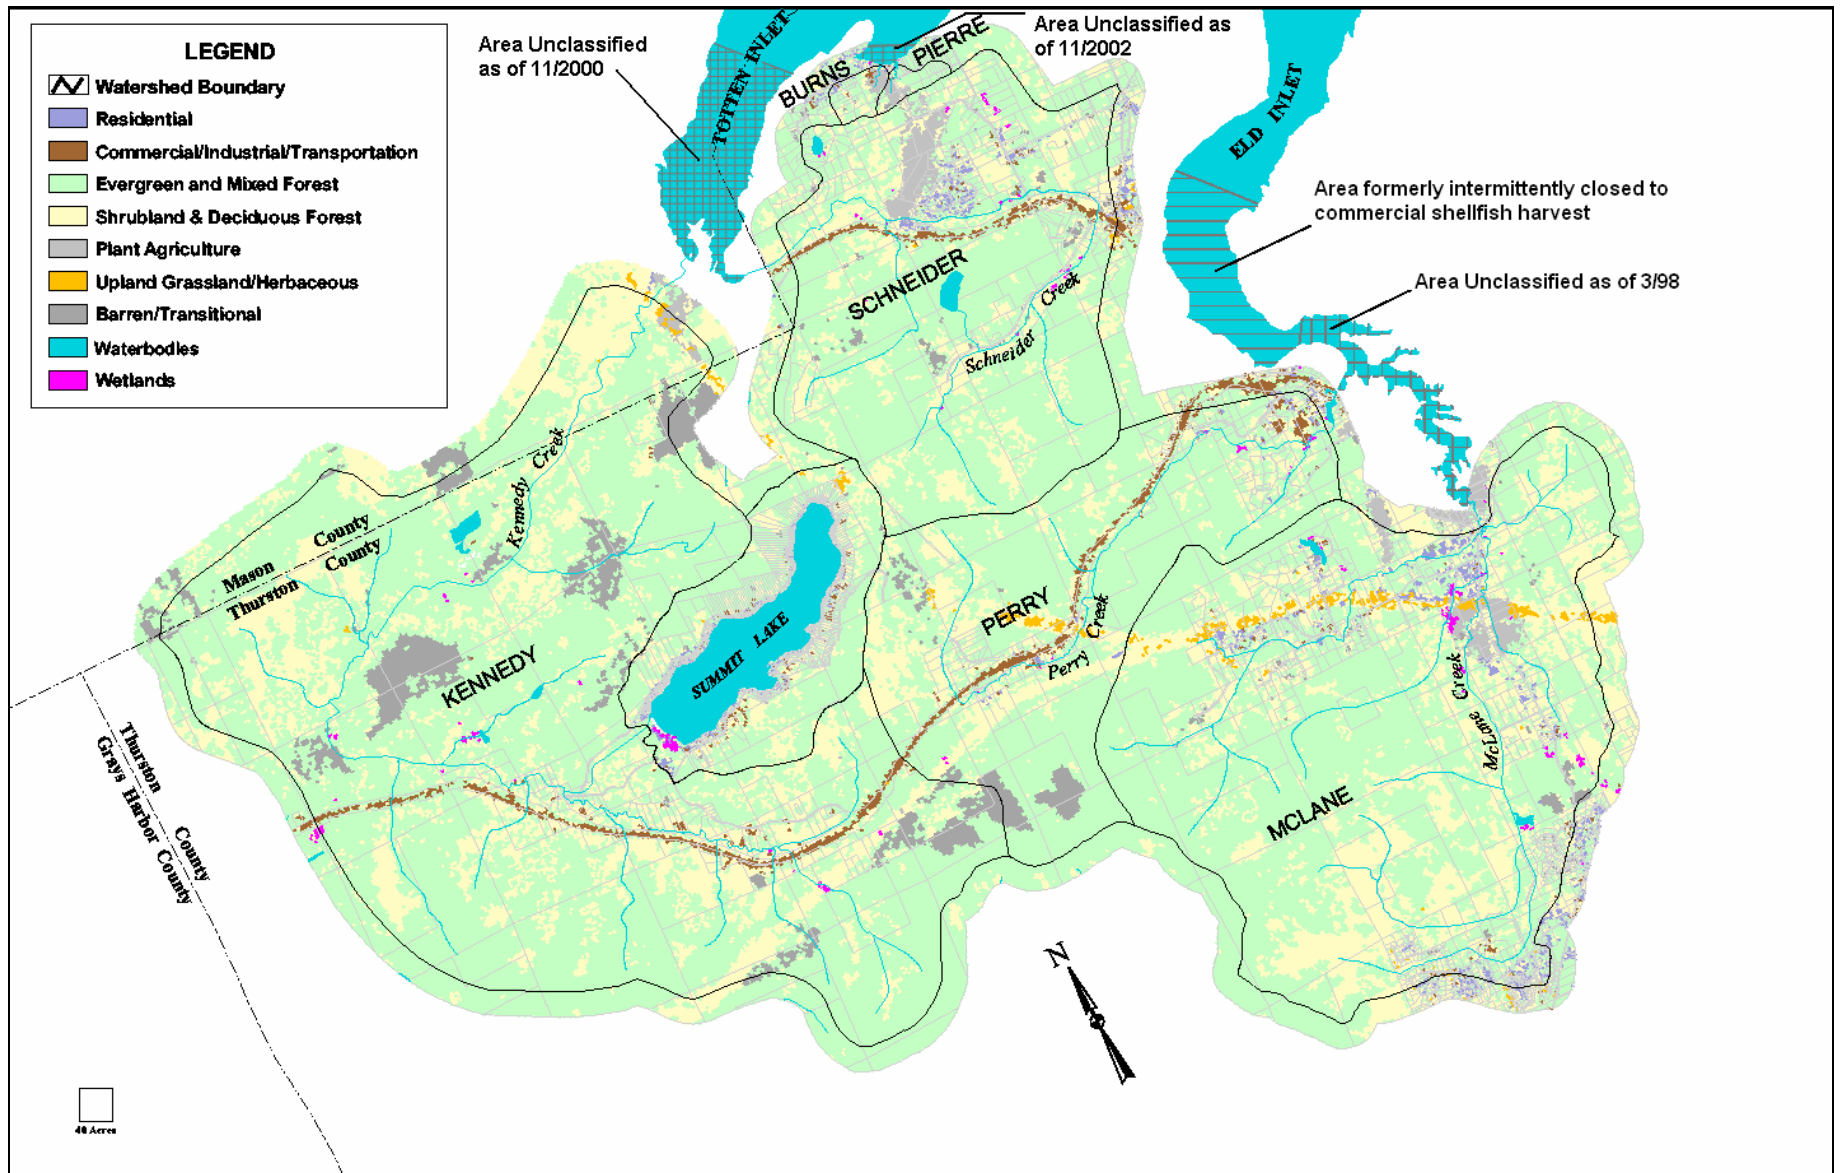 LEGEND
Watershed Boundary
Residential
Commercial/Industrial/Transportation
Evergreen and Mixed Forest
Shrubland & Deciduous Forest
Plant Agriculture
Upland Grassland/Herbaceous
Barren/Transitional
Waterbodies
Wetlands
Area Unclassified
as of 11/2000
TOTTEN INLET
BURNS
PIERRE
Area Unclassified as
of 11/2002
ELD INLET
Area formerly intermittently closed to
commercial shellfish harvest
Area Unclassified as of 3/98
SCHNEIDER
Schneider
Creek
Kennedy
Creek
Mason
County
Thurston
County
KENNEDY
SUMMIT LAKE
PERRY
Perry
Creek
MCLANE
McLane
Creek
Thurston
County
Grays Harbor County
N
40 Acres